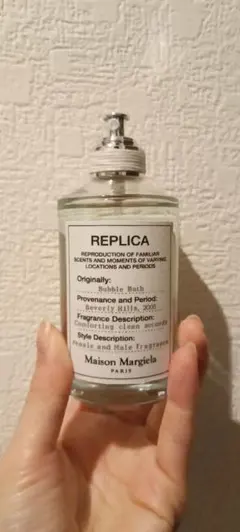 REPLICA
REPRODUCTION OF FAMILIAR
SCENTS AND MOMENTS OF VARYING
LOCATIONS AND PERIODS
Originally:
Bubble Bath
Provenance and Period:
Beverly Hills,
Fragrance Description:
Comforting clean accords
Style Description:
Female and Male fragrance
Maison Margiela
PARIS